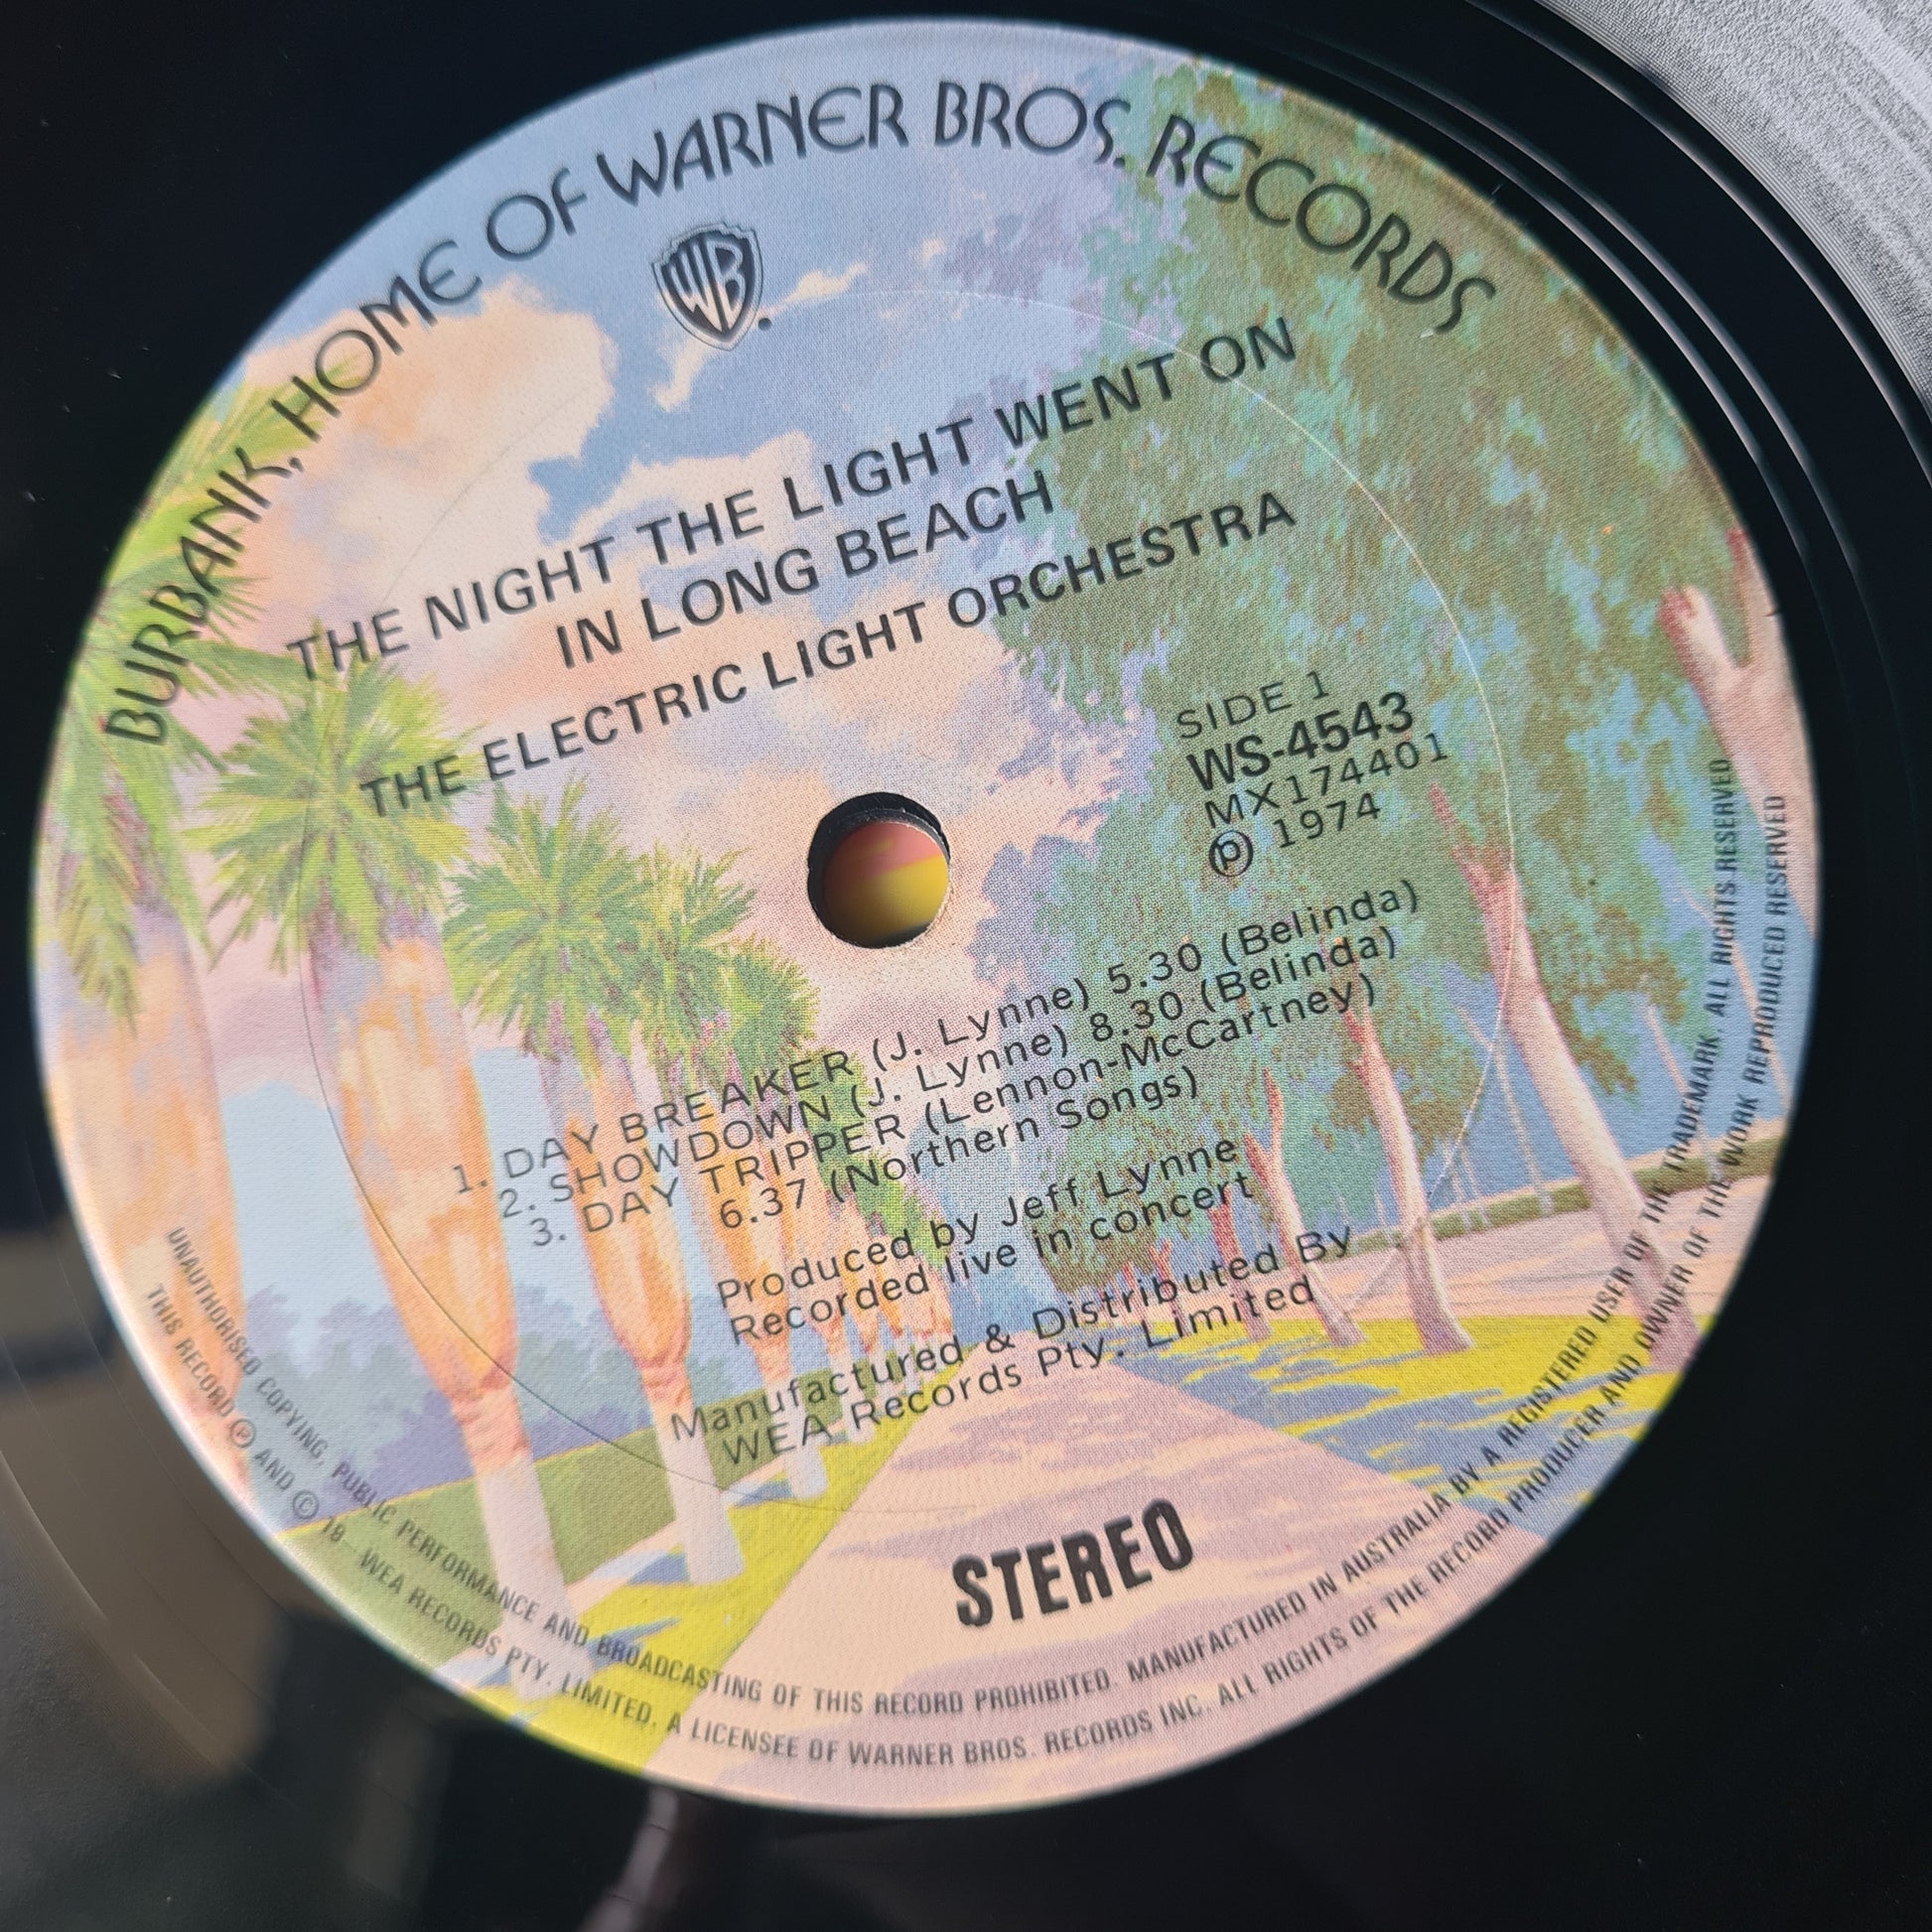 BURBANK, HOME OF WARNER BROS. RECORDS
WB
THE NIGHT THE LIGHT WENT ON
IN LONG BEACH
THE ELECTRIC LIGHT ORCHESTRA
SIDE 1
WS-4543
MX174401
Ⓟ 1974
1. DAY BREAKER (J. Lynne) 5.30 (Belinda)
2. SHOWDOWN (J. Lynne) 8.30 (Belinda)
3. DAY TRIPPER (Lennon-McCartney)
6.37 (Northern Songs)
Produced by Jeff Lynne
Recorded live in concert
Manufactured & Distributed By
WEA Records Pty. Limited
STEREO
UNAUTHORISED COPYING, PUBLIC PERFORMANCE AND BROADCASTING OF THIS RECORD PROHIBITED. MANUFACTURED IN AUSTRALIA BY A REGISTERED USER OF THE TRADEMARK. ALL RIGHTS RESERVED
THIS RECORD Ⓟ AND © 19 WEA RECORDS PTY. LIMITED. A LICENSEE OF WARNER BROS. RECORDS INC. ALL RIGHTS OF THE RECORD PRODUCER AND OWNER OF THE WORK REPRODUCED RESERVED